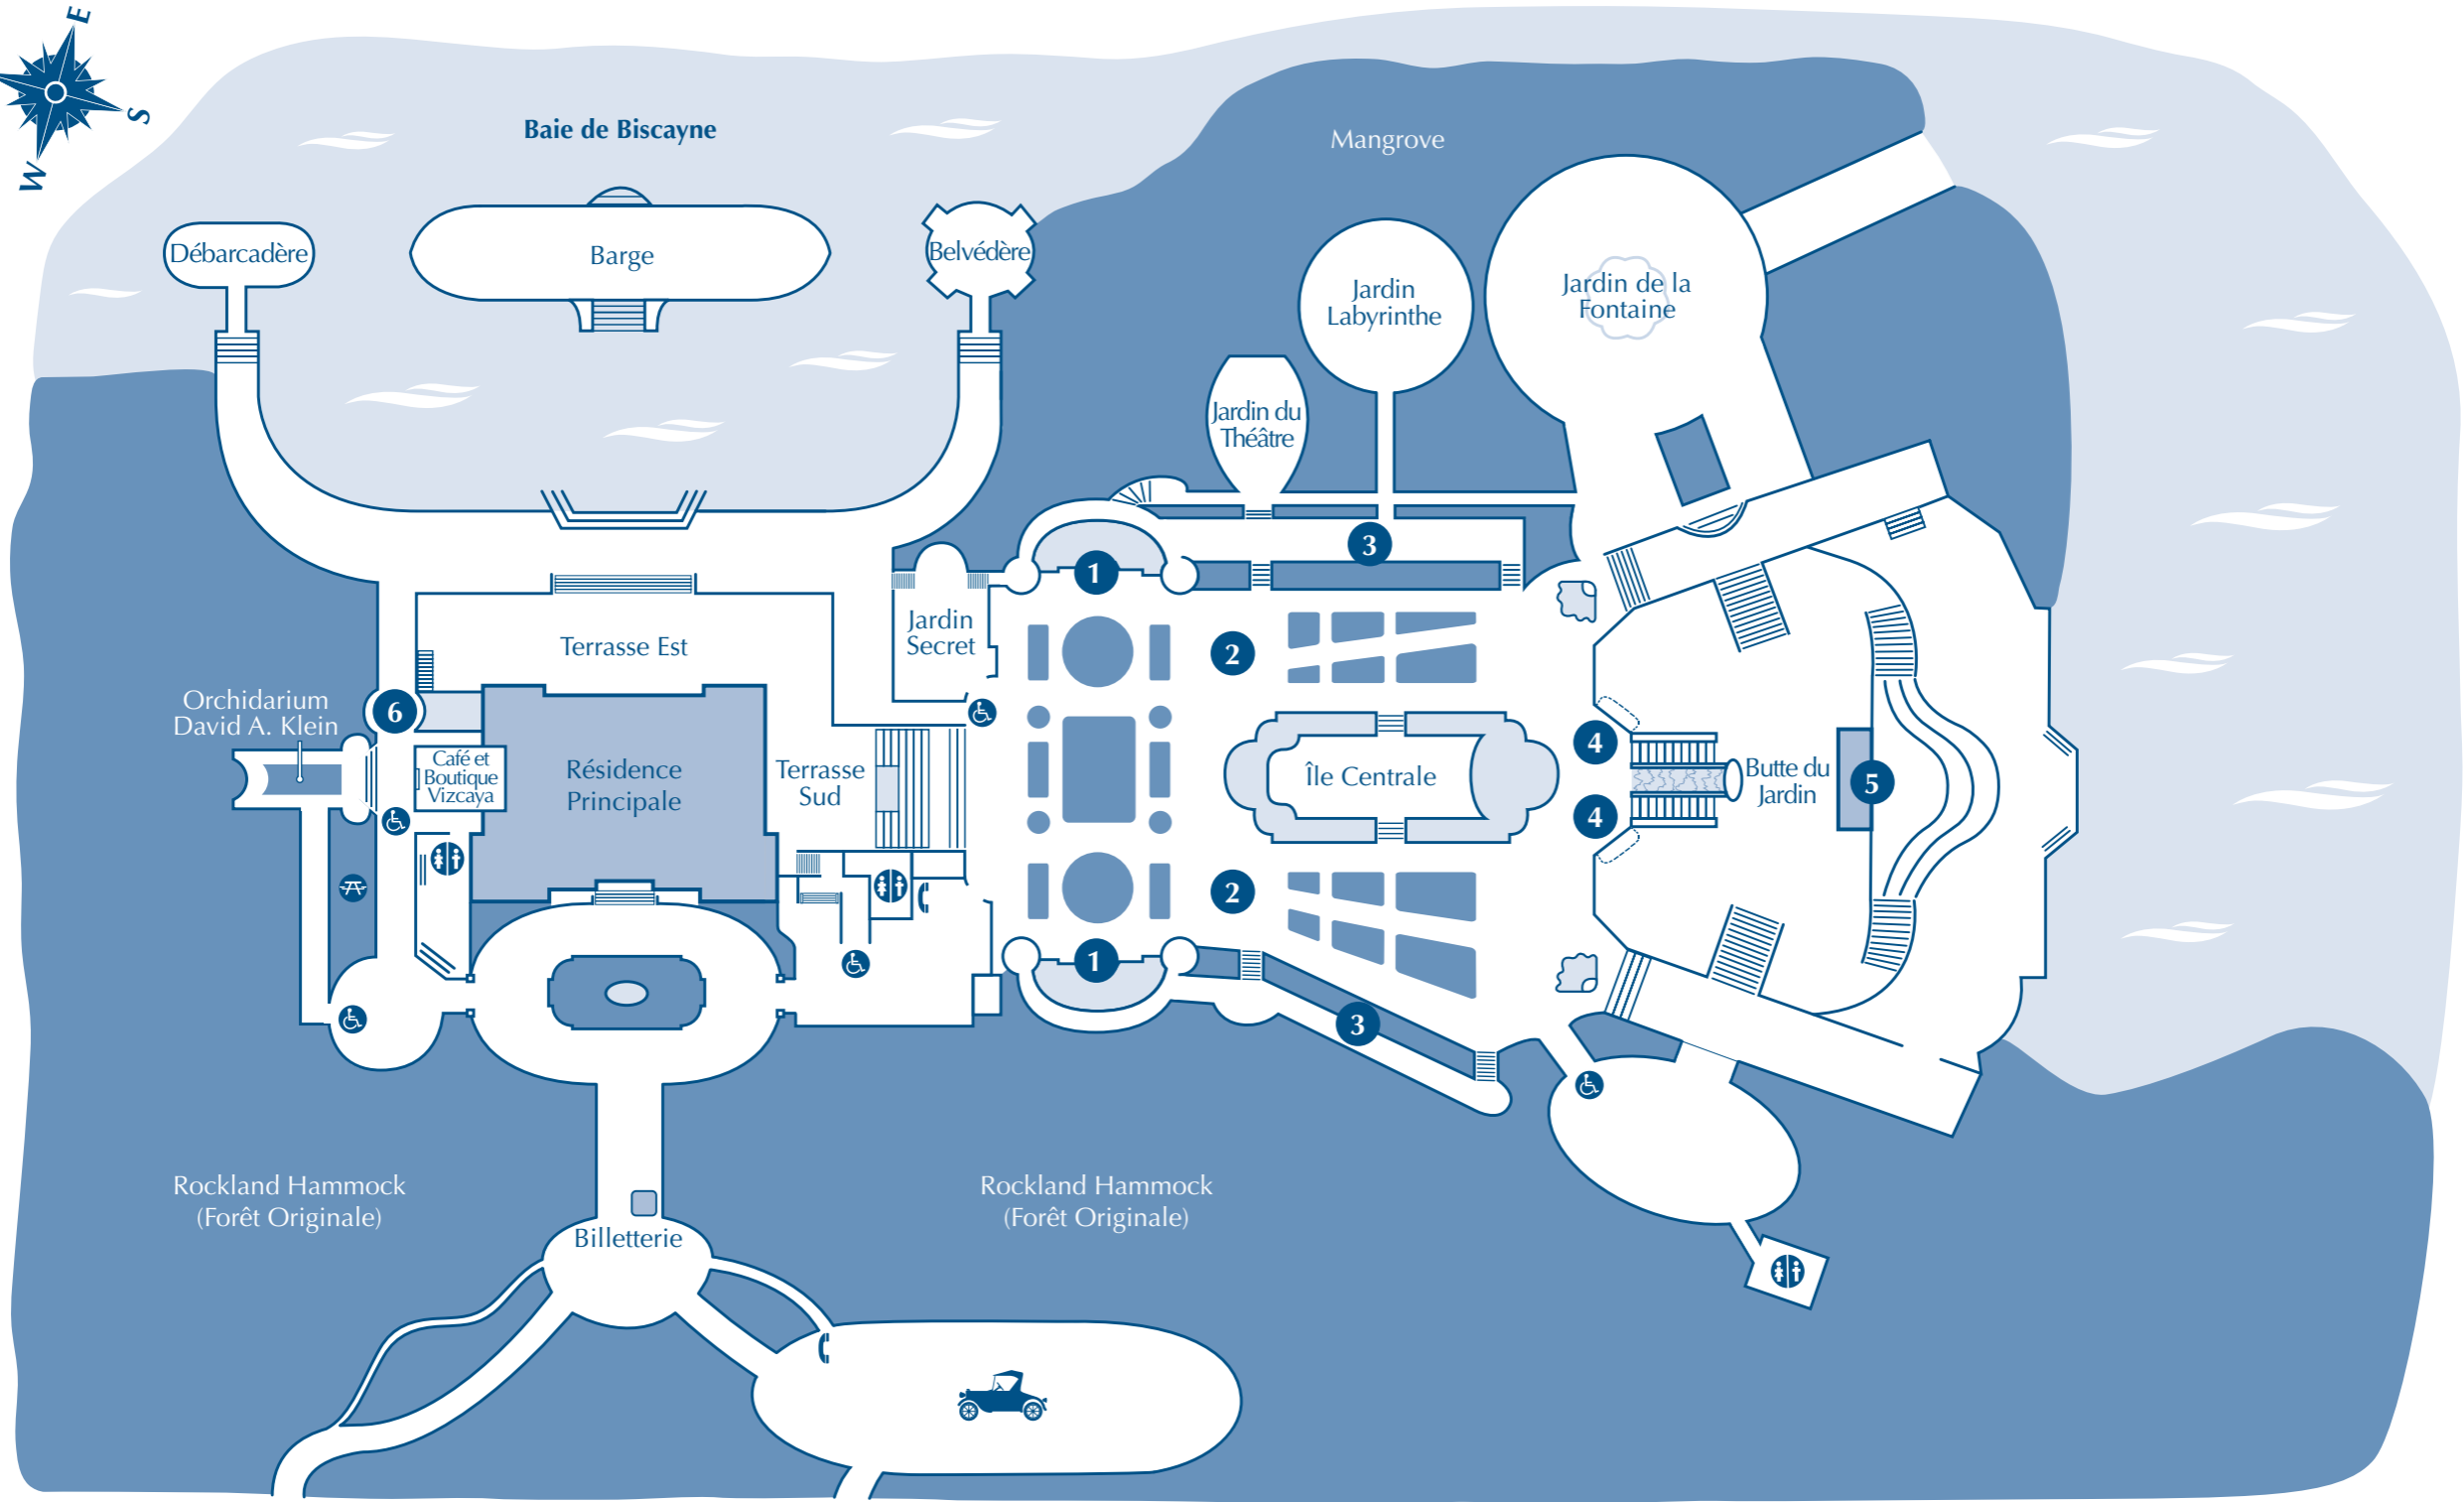 E
S
W
Baie de Biscayne
Mangrove
Débarcadère
Barge
Belvédère
Jardin
Labyrinthe
Jardin de la
Fontaine
Jardin du
Théâtre
3
1
Jardin
Secret
Terrasse Est
2
Orchidarium
David A. Klein
6
Café et
Boutique
Vizcaya
Résidence
Principale
Terrasse
Sud
Île Centrale
4
4
Butte du
Jardin
5
2
1
3
Rockland Hammock
(Forêt Originale)
Rockland Hammock
(Forêt Originale)
Billetterie